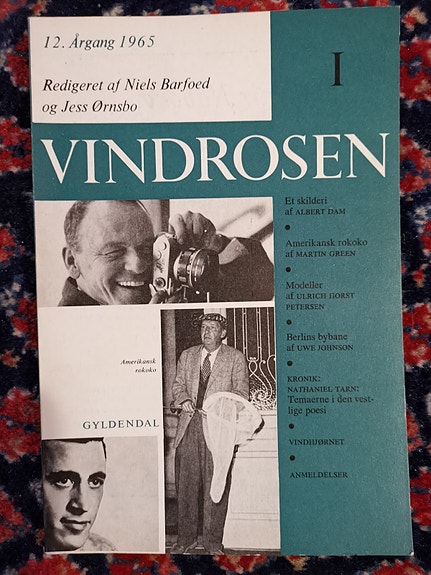 12. Årgang 1965
I
Redigeret af Niels Barfoed
og Jess Ørnsbo
VINDROSEN
Et skilderi
af ALBERT DAM
Amerikansk rokoko
af MARTIN GREEN
Modeller
af ULRICH HORST
PETERSEN
Berlins bybane
af UWE JOHNSON
KRONIK:
NATHANIEL TARN:
Temaerne i den vest-
lige poesi
VINDHJØRNET
ANMELDELSER
Amerikansk
rokoko
GYLDENDAL